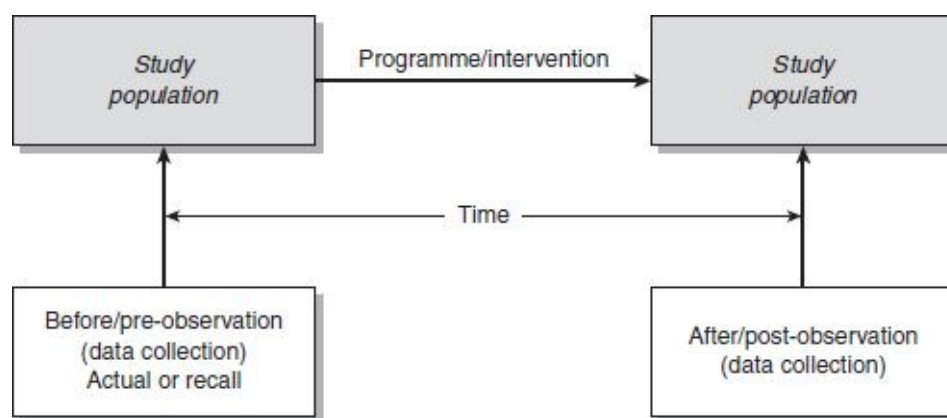 Study
population
Programme/intervention
Study
population
Time
Before/pre-observation
(data collection)
Actual or recall
After/post-observation
(data collection)